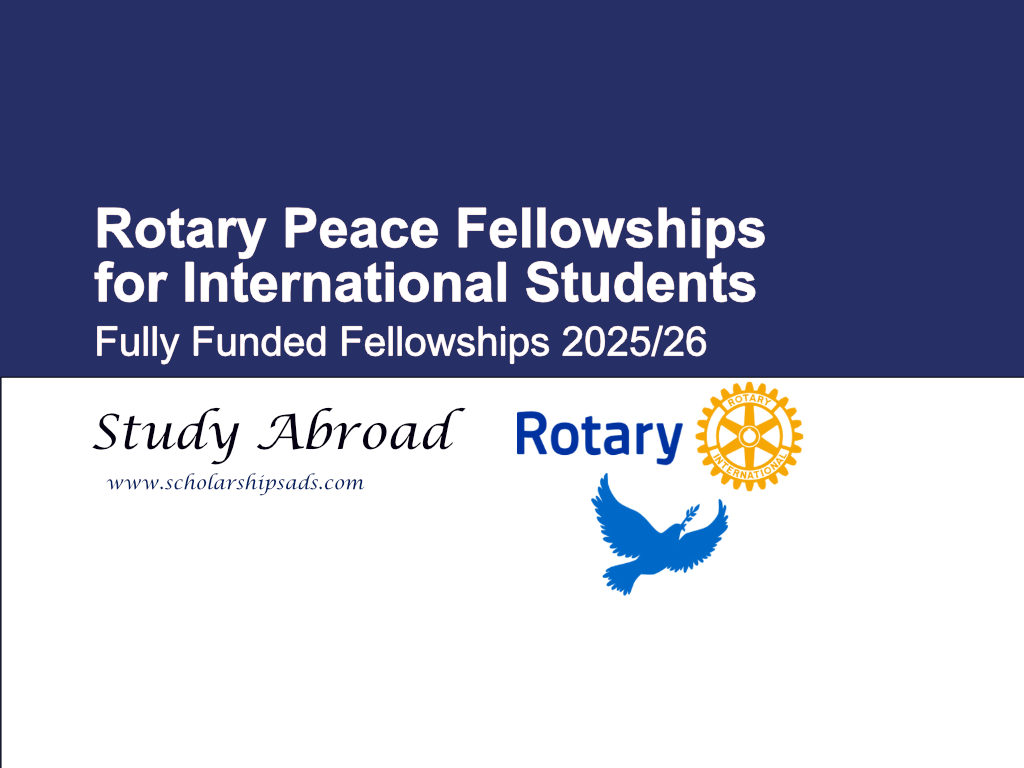 Rotary Peace Fellowships
for International Students
Fully Funded Fellowships 2025/26
Study Abroad
www.scholarshipsads.com
Rotary
ROTARY
INTERNATIONAL